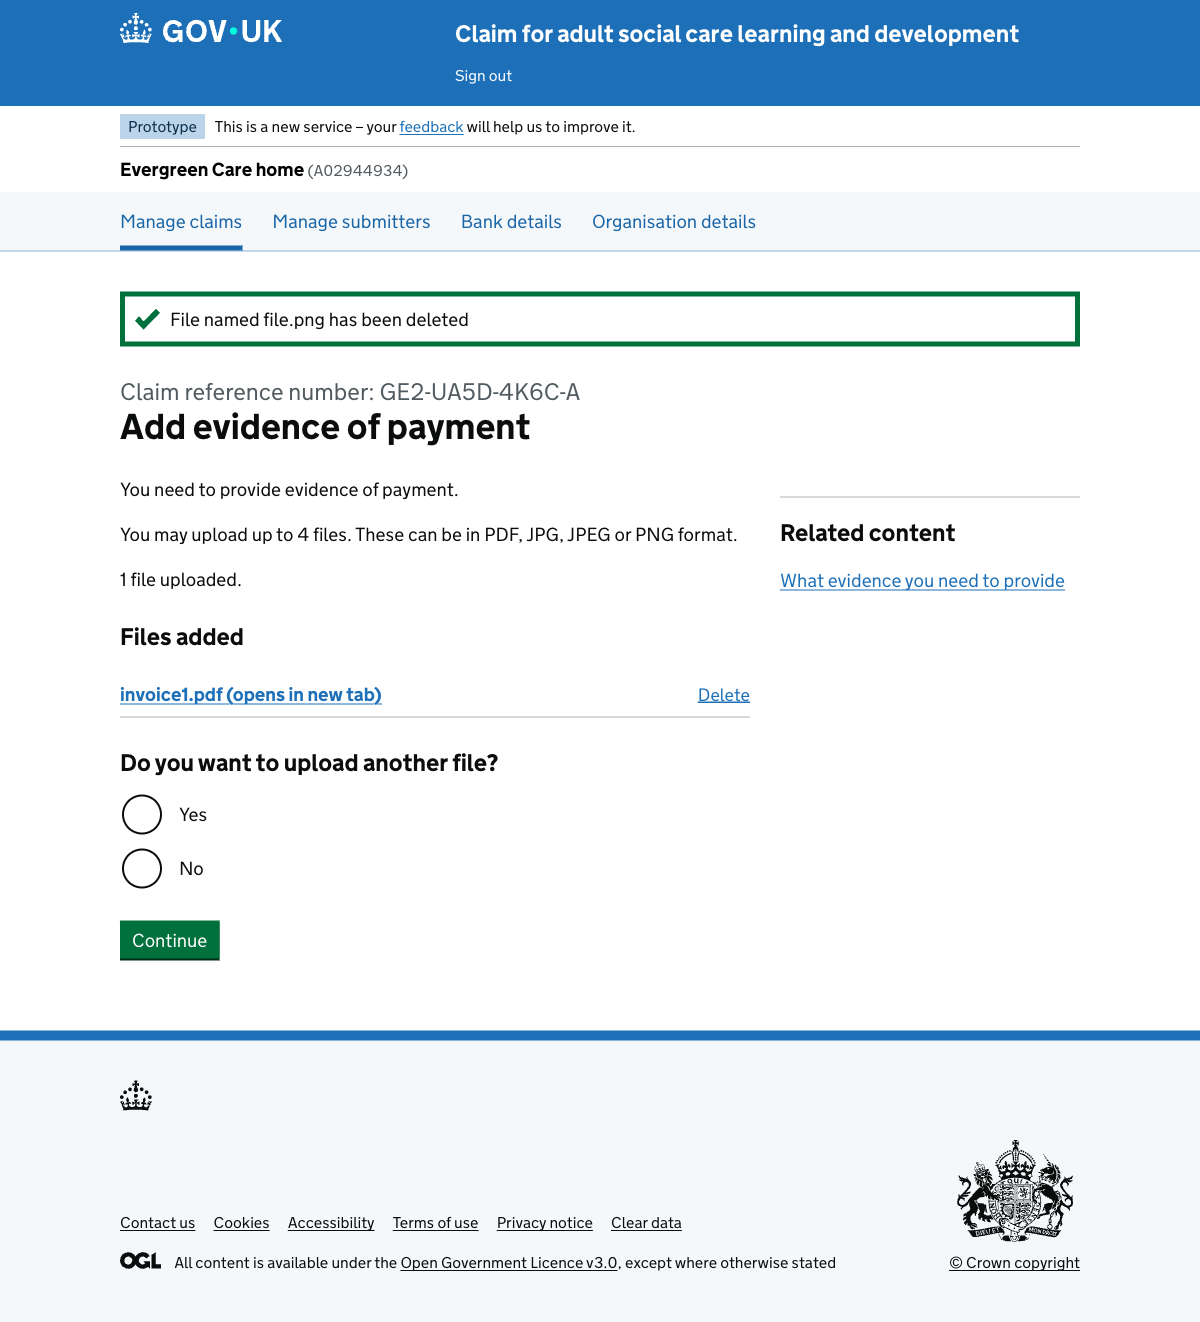 GOV·UK
Claim for adult social care learning and development
Sign out
Prototype This is a new service – your feedback will help us to improve it.
Evergreen Care home (A02944934)
Manage claims Manage submitters Bank details Organisation details
File named file.png has been deleted
Claim reference number: GE2-UA5D-4K6C-A
Add evidence of payment
You need to provide evidence of payment.
You may upload up to 4 files. These can be in PDF, JPG, JPEG or PNG format.
1 file uploaded.
Files added
invoice1.pdf (opens in new tab) Delete
Do you want to upload another file?
Yes
No
Continue
Related content
What evidence you need to provide
Contact us Cookies Accessibility Terms of use Privacy notice Clear data
OGL All content is available under the Open Government Licence v3.0, except where otherwise stated
© Crown copyright